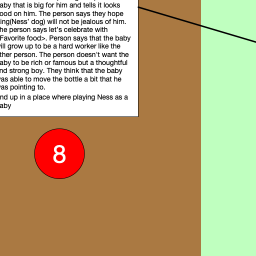 aby that is big for him and tells it looks
ood on him. The person says they hope
ing(Ness' dog) will not be jealous of him.
he person says let's celebrate with
Favorite food>. Person says that the baby
ill grow up to be a hard worker like the
ther person. The person doesn't want the
aby to be rich or famous but a thoughtful
nd strong boy. They think that the baby
as able to move the bottle a bit that he
as pointing to.
nd up in a place where playing Ness as a
aby
8